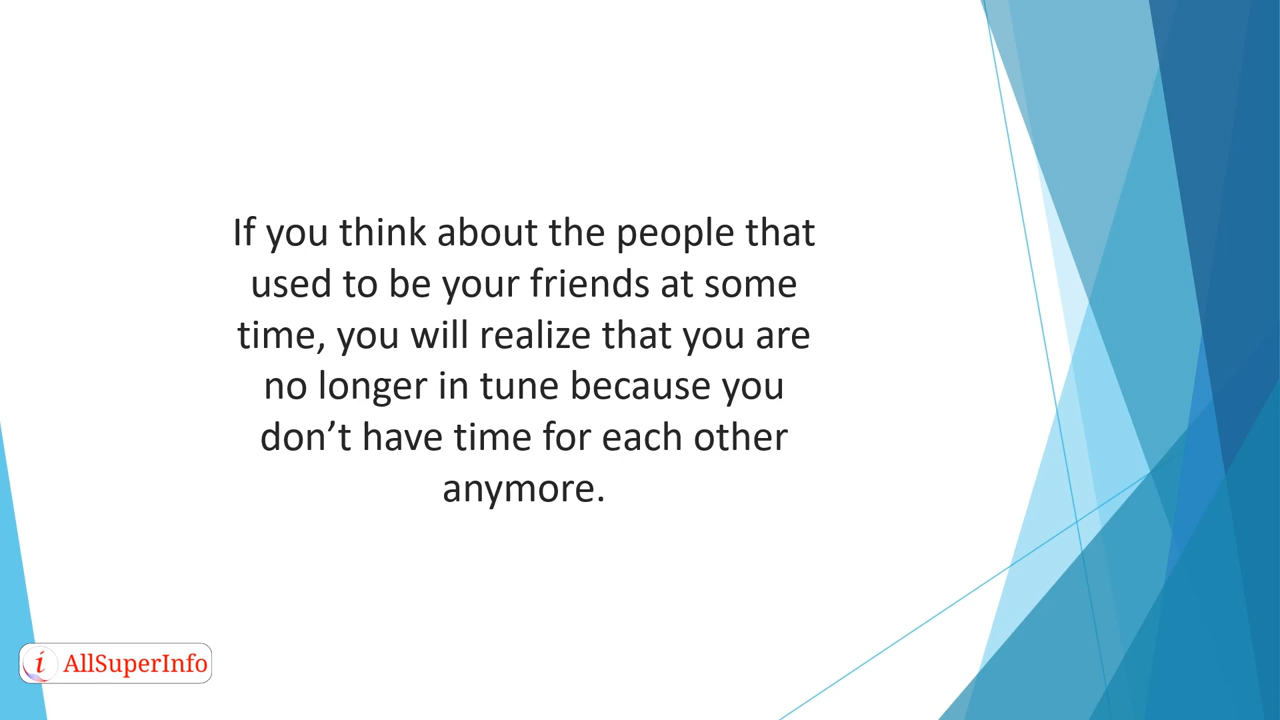 If you think about the people that
used to be your friends at some
time, you will realize that you are
no longer in tune because you
don’t have time for each other
anymore.
i AllSuperInfo